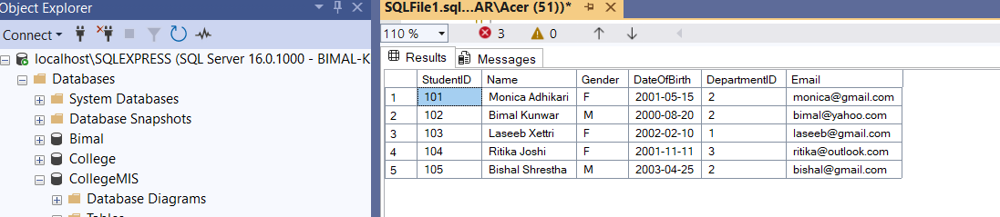 Object Explorer
Connect
localhost\SQLEXPRESS (SQL Server 16.0.1000 - BIMAL-K
Databases
System Databases
Database Snapshots
Bimal
College
CollegeMIS
Database Diagrams
SQLFile1.sql...AR\Acer (51))*
110 % 3 0
Results Messages
StudentID Name Gender DateOfBirth DepartmentID Email
1 101 Monica Adhikari F 2001-05-15 2 monica@gmail.com
2 102 Bimal Kunwar M 2000-08-20 2 bimal@yahoo.com
3 103 Laseeb Xettri F 2002-02-10 1 laseeb@gmail.com
4 104 Ritika Joshi F 2001-11-11 3 ritika@outlook.com
5 105 Bishal Shrestha M 2003-04-25 2 bishal@gmail.com